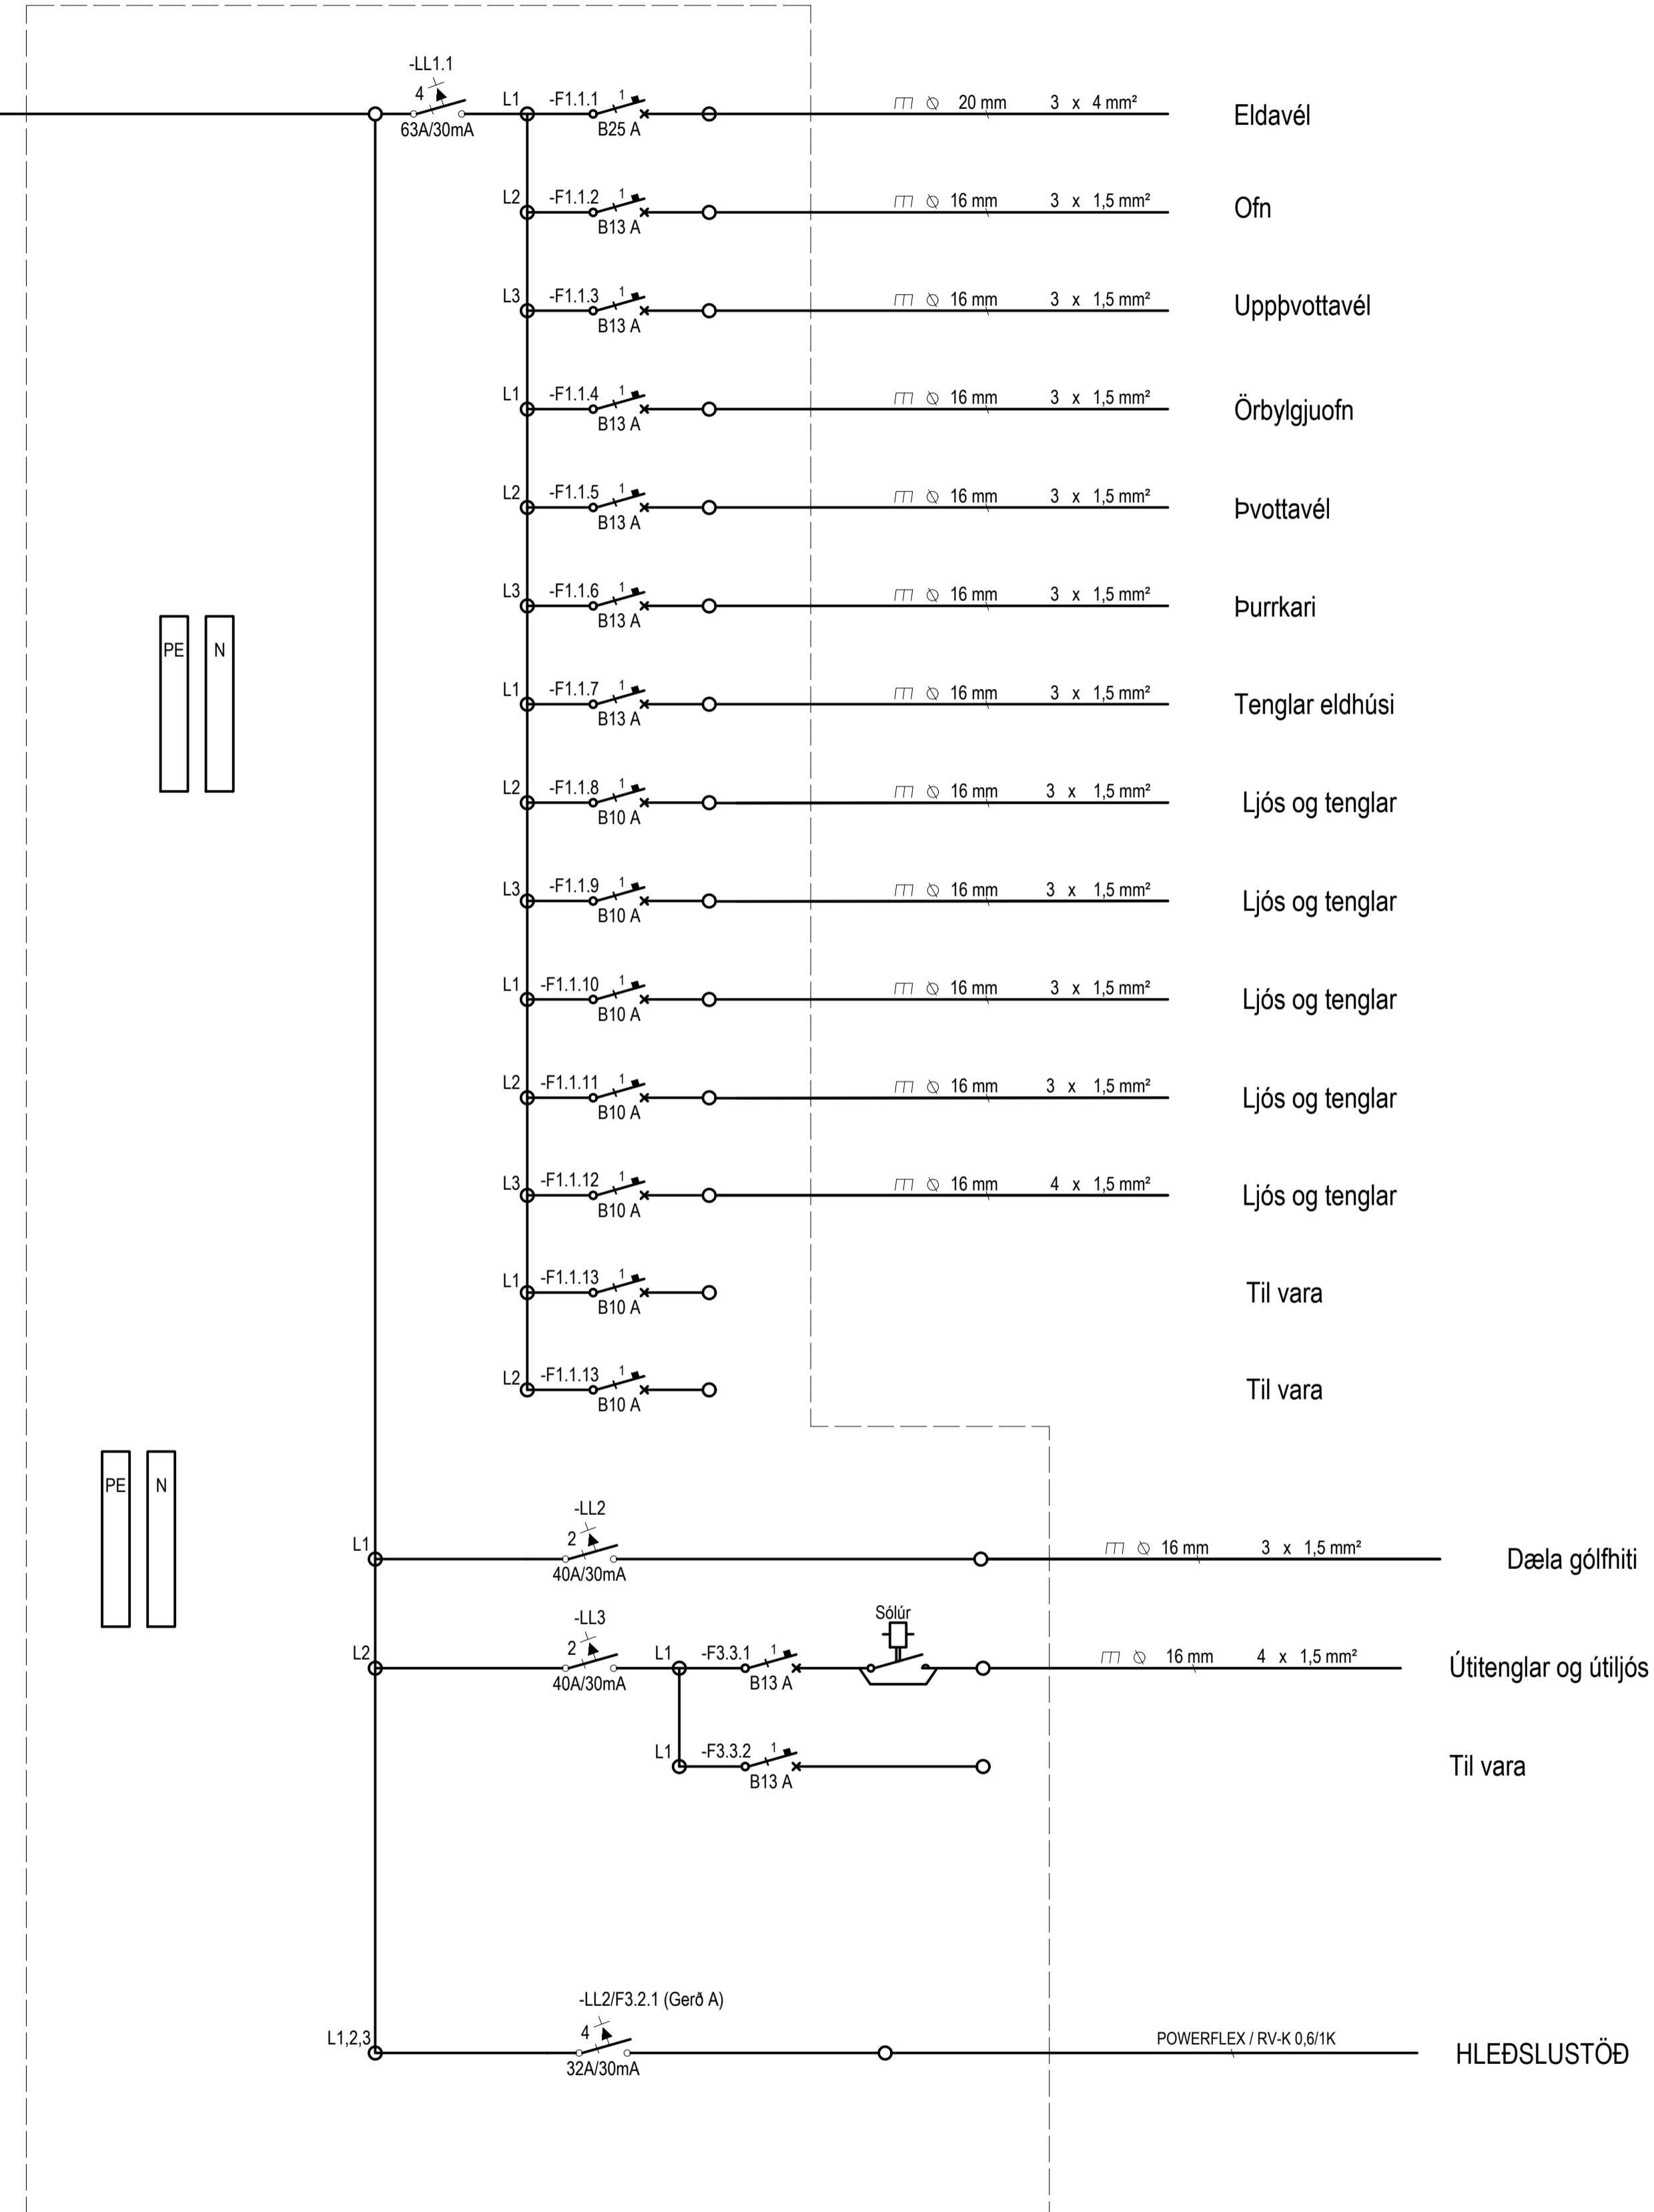 -LL1.1
4
63A/30mA
L1 -F1.1.1 1 20 mm 3 x 4 mm² Eldavél
B25 A
L2 -F1.1.2 1 16 mm 3 x 1,5 mm² Ofn
B13 A
L3 -F1.1.3 1 16 mm 3 x 1,5 mm² Uppþvottavél
B13 A
L1 -F1.1.4 1 16 mm 3 x 1,5 mm² Örbylgjuofn
B13 A
L2 -F1.1.5 1 16 mm 3 x 1,5 mm² Þvottavél
B13 A
L3 -F1.1.6 1 16 mm 3 x 1,5 mm² Þurrkari
B13 A
PE N
L1 -F1.1.7 1 16 mm 3 x 1,5 mm² Tenglar eldhúsi
B13 A
L2 -F1.1.8 1 16 mm 3 x 1,5 mm² Ljós og tenglar
B10 A
L3 -F1.1.9 1 16 mm 3 x 1,5 mm² Ljós og tenglar
B10 A
L1 -F1.1.10 1 16 mm 3 x 1,5 mm² Ljós og tenglar
B10 A
L2 -F1.1.11 1 16 mm 3 x 1,5 mm² Ljós og tenglar
B10 A
L3 -F1.1.12 1 16 mm 4 x 1,5 mm² Ljós og tenglar
B10 A
L1 -F1.1.13 1 Til vara
B10 A
L2 -F1.1.13 1 Til vara
B10 A
PE N
-LL2
L1 2 16 mm 3 x 1,5 mm² Dæla gólfhiti
40A/30mA
-LL3 Sólúr
L2 2 L1 -F3.3.1 1 16 mm 4 x 1,5 mm² Útitenglar og útiljós
40A/30mA B13 A
L1 -F3.3.2 1 Til vara
B13 A
-LL2/F3.2.1 (Gerð A)
L1,2,3 4 POWERFLEX / RV-K 0,6/1K HLEÐSLUSTÖÐ
32A/30mA